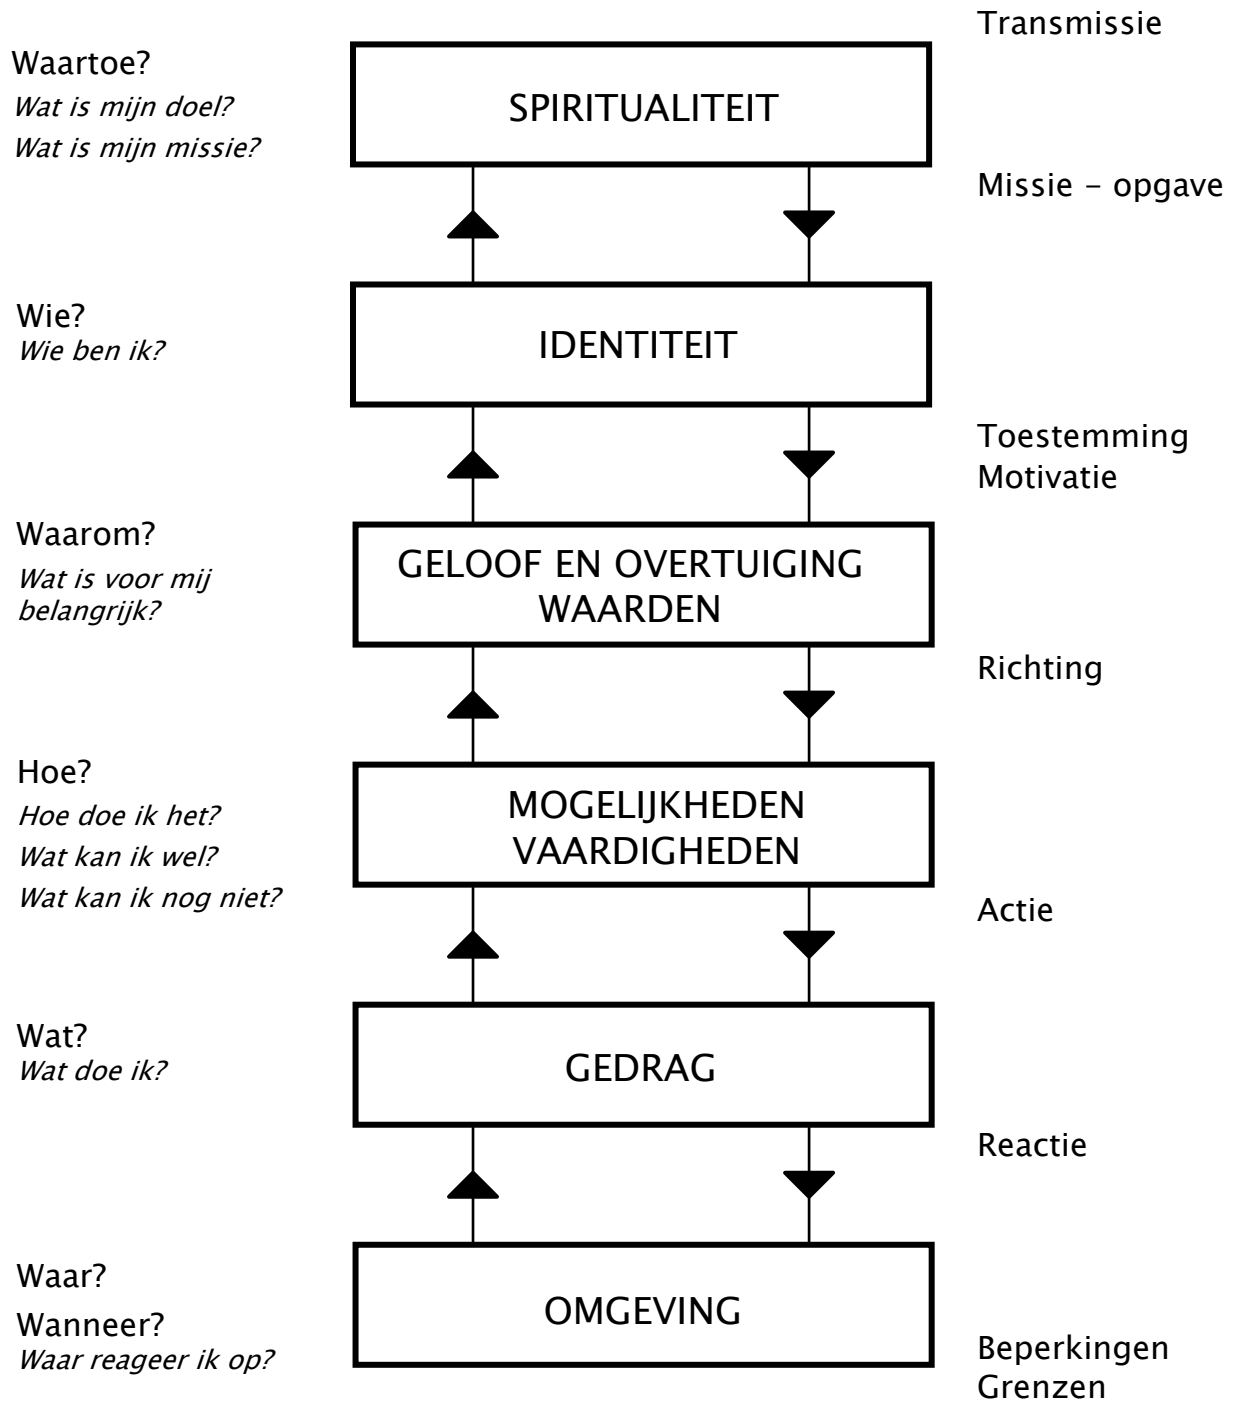 Transmissie
Waartoe?
Wat is mijn doel?
Wat is mijn missie?
SPIRITUALITEIT
Missie – opgave
Wie?
Wie ben ik?
IDENTITEIT
Toestemming
Motivatie
Waarom?
Wat is voor mij
belangrijk?
GELOOF EN OVERTUIGING
WAARDEN
Richting
Hoe?
Hoe doe ik het?
Wat kan ik wel?
Wat kan ik nog niet?
MOGELIJKHEDEN
VAARDIGHEDEN
Actie
Wat?
Wat doe ik?
GEDRAG
Reactie
Waar?
Wanneer?
Waar reageer ik op?
OMGEVING
Beperkingen
Grenzen